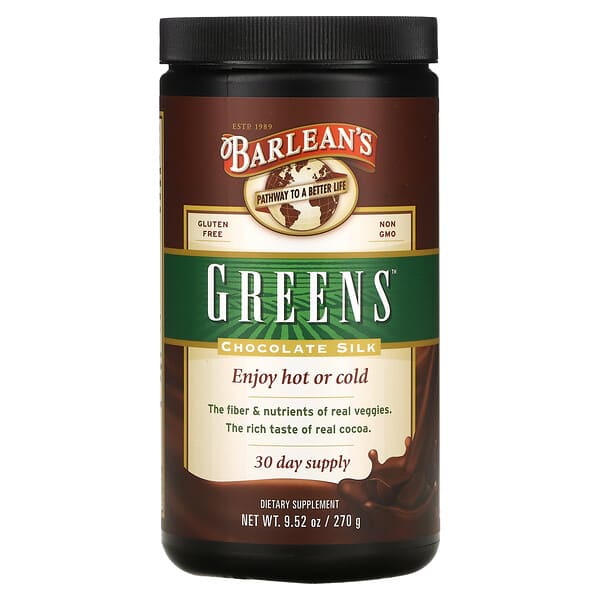 ESTD 1989
BARLEAN'S
PATHWAY TO A BETTER LIFE
GLUTEN FREE
NON GMO
GREENS™
CHOCOLATE SILK
Enjoy hot or cold
The fiber & nutrients of real veggies.
The rich taste of real cocoa.
30 day supply
DIETARY SUPPLEMENT
NET WT. 9.52 oz / 270 g